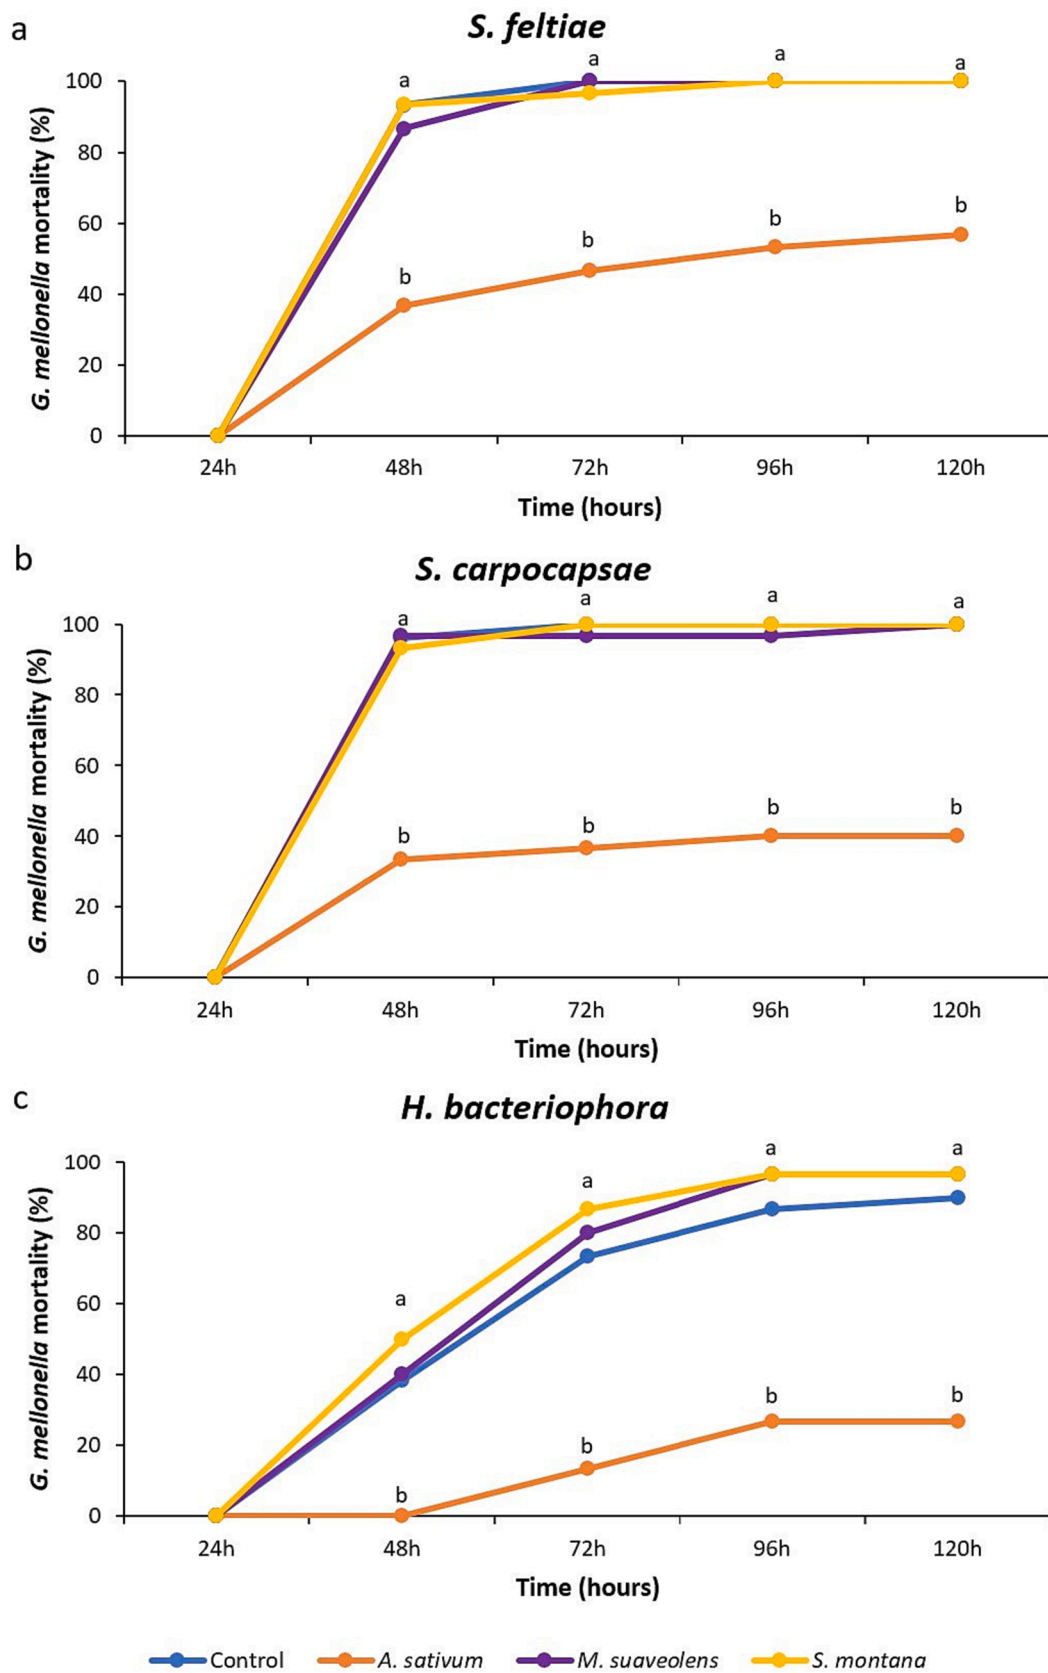 a
S. feltiae
G. mellonella mortality (%)
100
80
60
40
20
0
a
a
a
a
b
b
b
b
24h
48h
72h
96h
120h
Time (hours)
b
S. carpocapsae
G. mellonella mortality (%)
100
80
60
40
20
0
a
a
a
a
b
b
b
b
24h
48h
72h
96h
120h
Time (hours)
c
H. bacteriophora
G. mellonella mortality (%)
100
80
60
40
20
0
a
a
a
a
b
b
b
b
24h
48h
72h
96h
120h
Time (hours)
Control A. sativum M. suaveolens S. montana